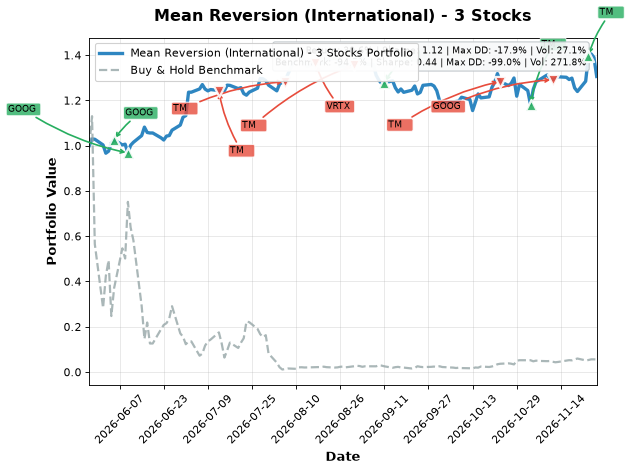 Mean Reversion (International) - 3 Stocks
TM
Mean Reversion (International) - 3 Stocks Portfolio
1.12 | Max DD: -17.9% | Vol: 27.1%
0.44 | Max DD: -99.0% | Vol: 271.8%
Buy & Hold Benchmark
GOOG
GOOG
TM
TM
TM
VRTX
TM
GOOG
1.4
1.2
1.0
0.8
0.6
0.4
0.2
0.0
Portfolio Value
2026-06-07
2026-06-23
2026-07-09
2026-07-25
2026-08-10
2026-08-26
2026-09-11
2026-09-27
2026-10-13
2026-10-29
2026-11-14
Date